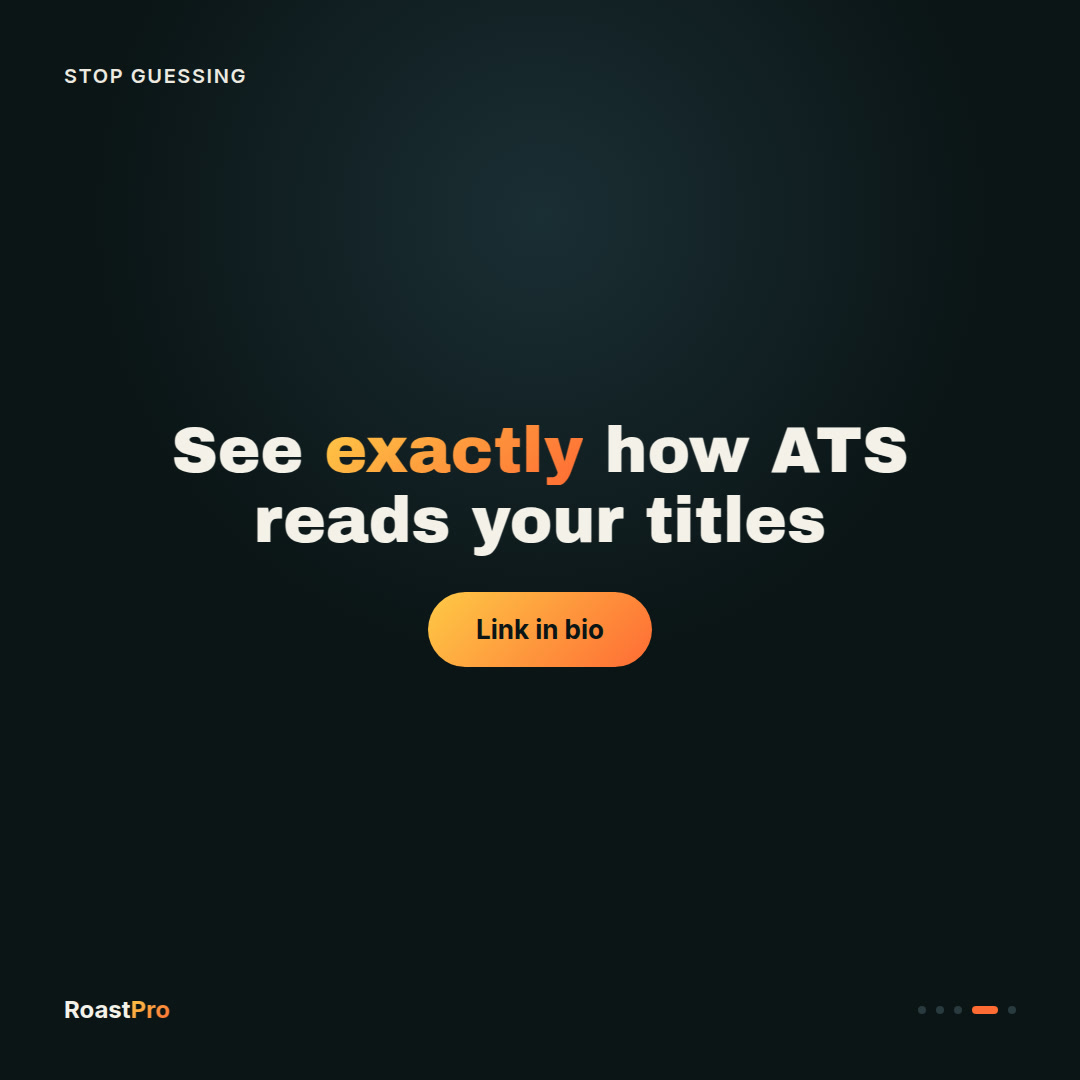 STOP GUESSING
See exactly how ATS
reads your titles
Link in bio
RoastPro